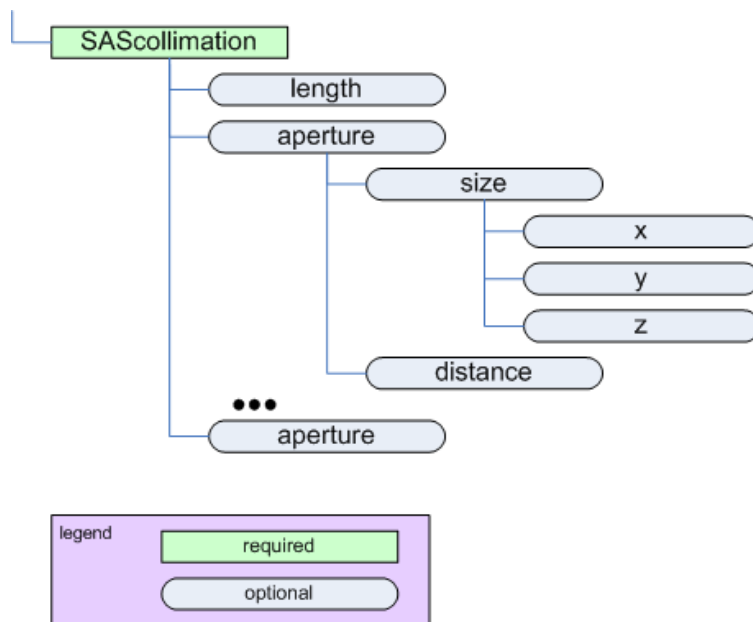 SAScollimation
length
aperture
size
x
y
z
distance
•••
aperture
legend
required
optional